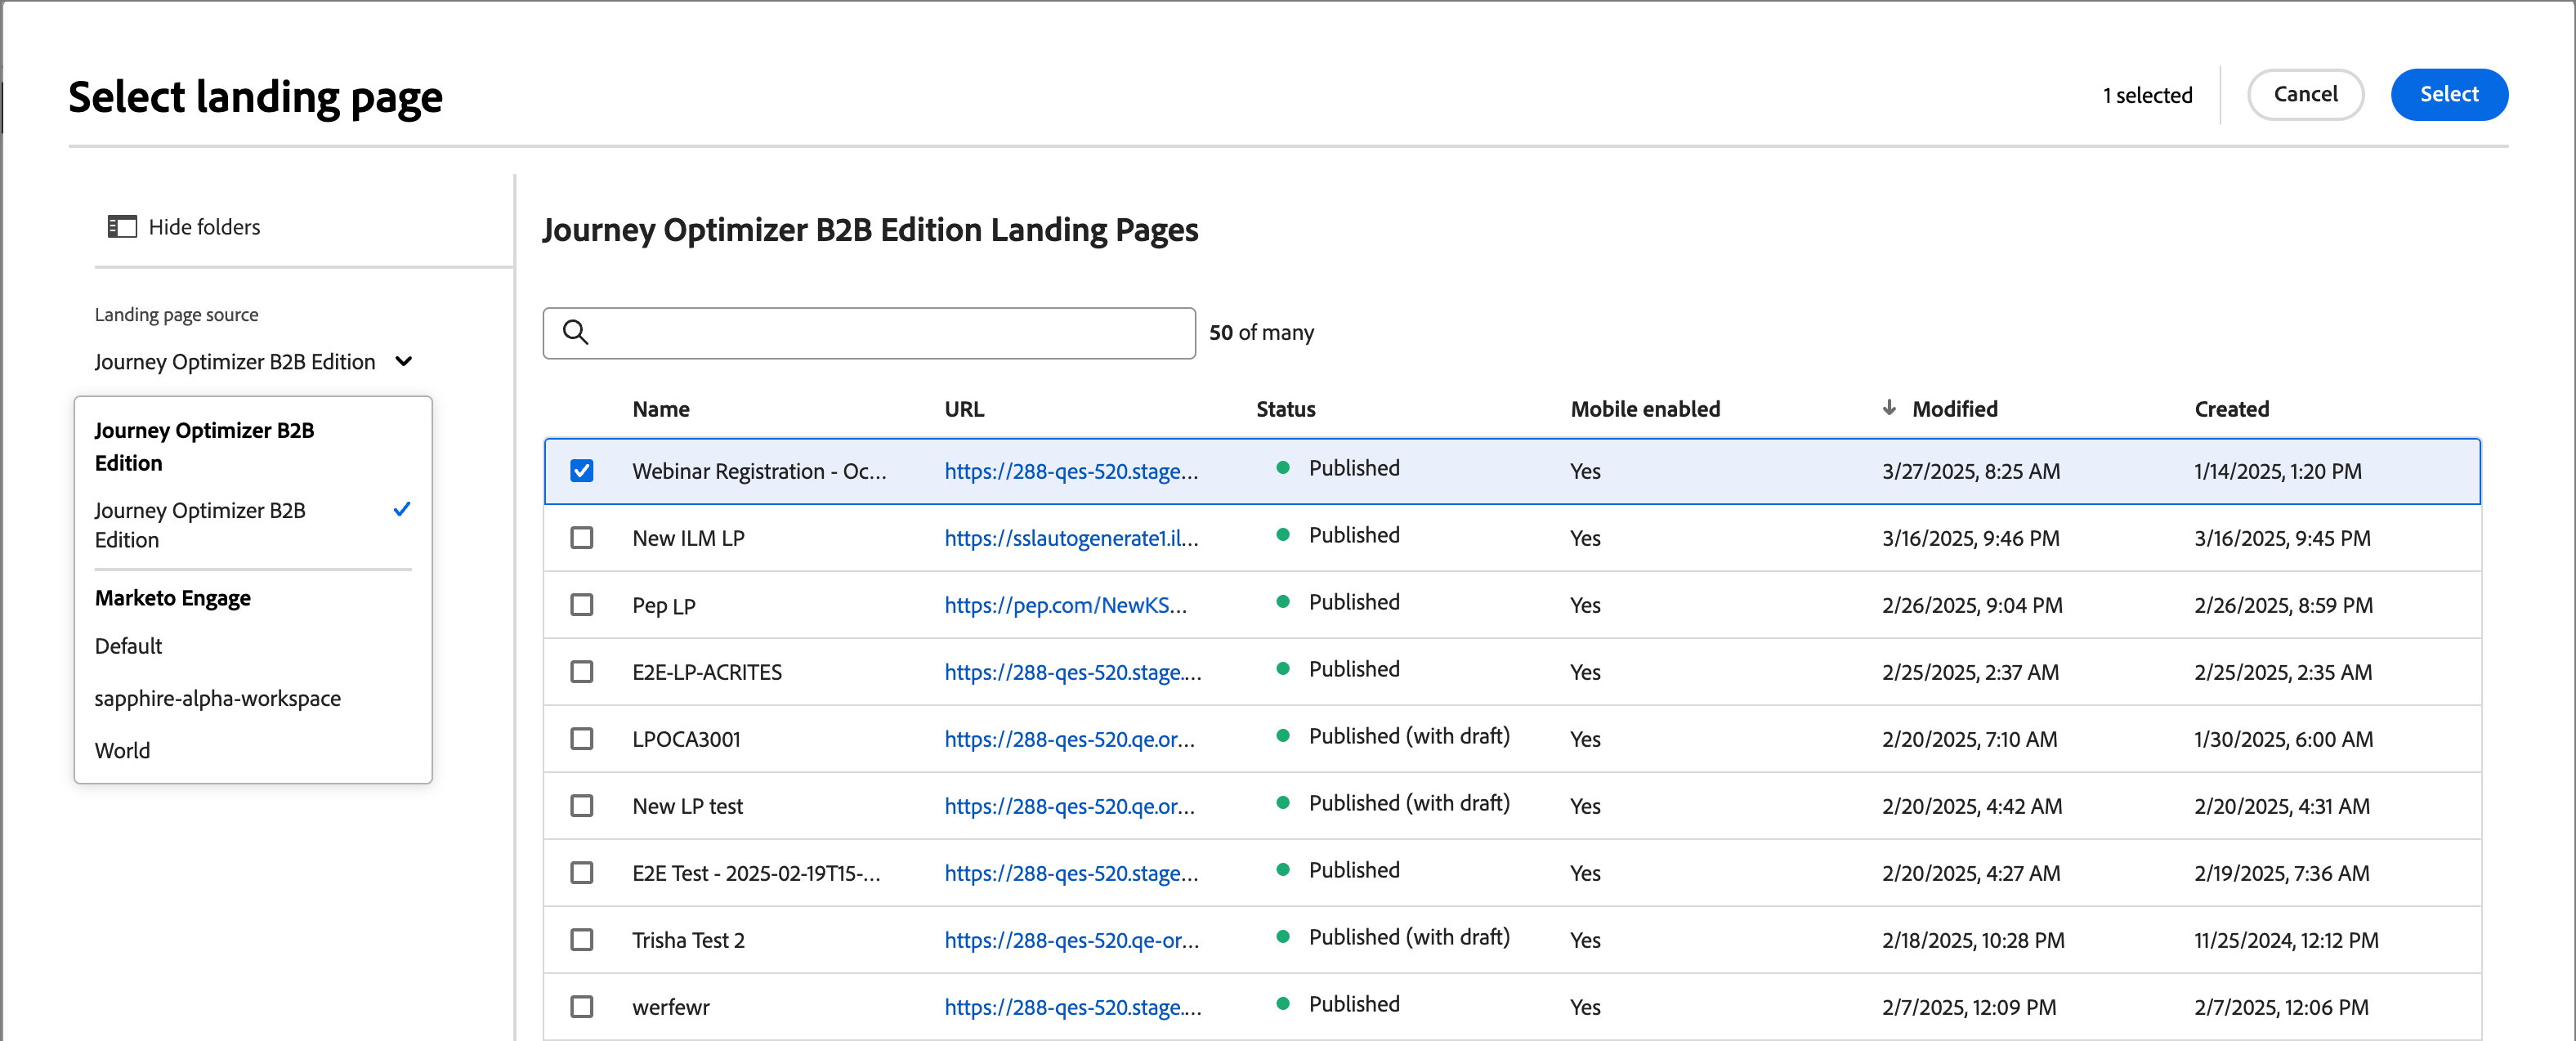 Select landing page
1 selected
Cancel
Select
Hide folders
Landing page source
Journey Optimizer B2B Edition
Journey Optimizer B2B
Edition
Journey Optimizer B2B
Edition
Marketo Engage
Default
sapphire-alpha-workspace
World
Journey Optimizer B2B Edition Landing Pages
50 of many
Name URL Status Mobile enabled Modified Created
Webinar Registration - Oc... https://288-qes-520.stage... Published Yes 3/27/2025, 8:25 AM 1/14/2025, 1:20 PM
New ILM LP https://sslautogenerate1.il... Published Yes 3/16/2025, 9:46 PM 3/16/2025, 9:45 PM
Pep LP https://pep.com/NewKS... Published Yes 2/26/2025, 9:04 PM 2/26/2025, 8:59 PM
E2E-LP-ACRITES https://288-qes-520.stage.... Published Yes 2/25/2025, 2:37 AM 2/25/2025, 2:35 AM
LPOCA3001 https://288-qes-520.qe.or... Published (with draft) Yes 2/20/2025, 7:10 AM 1/30/2025, 6:00 AM
New LP test https://288-qes-520.qe.or... Published (with draft) Yes 2/20/2025, 4:42 AM 2/20/2025, 4:31 AM
E2E Test - 2025-02-19T15-... https://288-qes-520.stage... Published Yes 2/20/2025, 4:27 AM 2/19/2025, 7:36 AM
Trisha Test 2 https://288-qes-520.qe-or... Published (with draft) Yes 2/18/2025, 10:28 PM 11/25/2024, 12:12 PM
werfewr https://288-qes-520.stage.... Published Yes 2/7/2025, 12:09 PM 2/7/2025, 12:06 PM